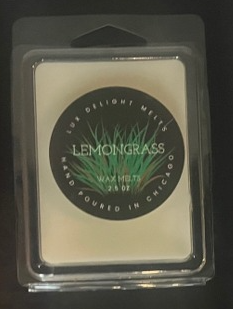 LUX DELIGHT MELTS
LEMONGRASS
WAX MELTS
2.5 OZ
HAND POURED IN CHICAGO